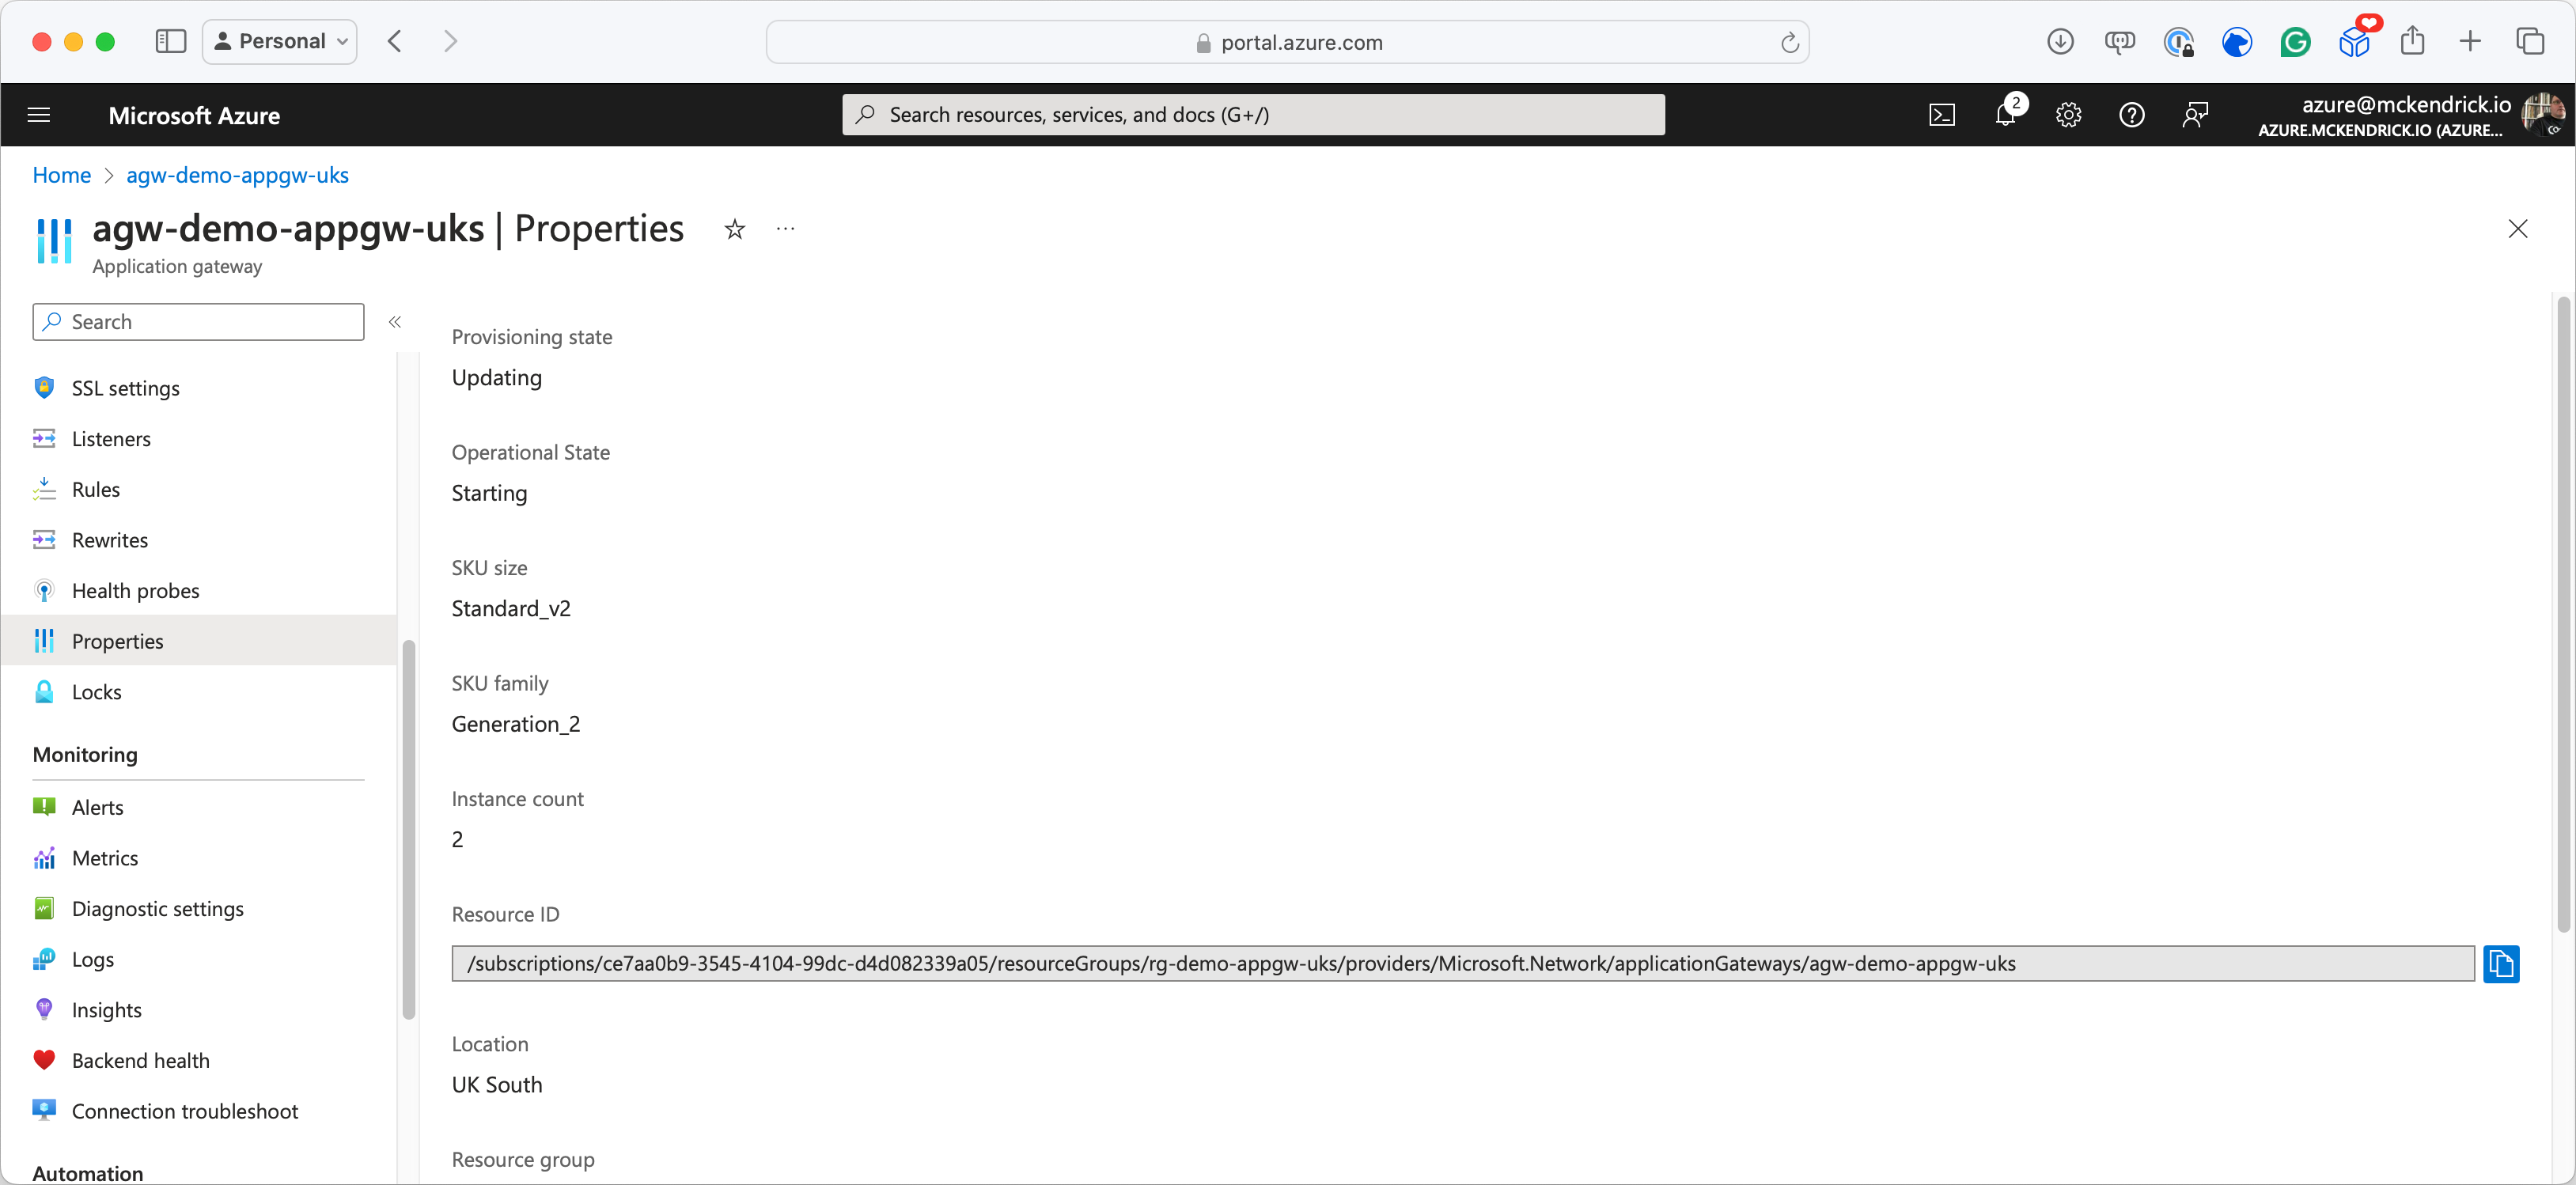 Personal
portal.azure.com
Microsoft Azure
Search resources, services, and docs (G+/)
2
azure@mckendrick.io
AZURE.MCKENDRICK.IO (AZURE...
Home > agw-demo-appgw-uks
agw-demo-appgw-uks | Properties
Application gateway
Search
SSL settings
Listeners
Rules
Rewrites
Health probes
Properties
Locks
Monitoring
Alerts
Metrics
Diagnostic settings
Logs
Insights
Backend health
Connection troubleshoot
Automation
Provisioning state
Updating
Operational State
Starting
SKU size
Standard_v2
SKU family
Generation_2
Instance count
2
Resource ID
/subscriptions/ce7aa0b9-3545-4104-99dc-d4d082339a05/resourceGroups/rg-demo-appgw-uks/providers/Microsoft.Network/applicationGateways/agw-demo-appgw-uks
Location
UK South
Resource group